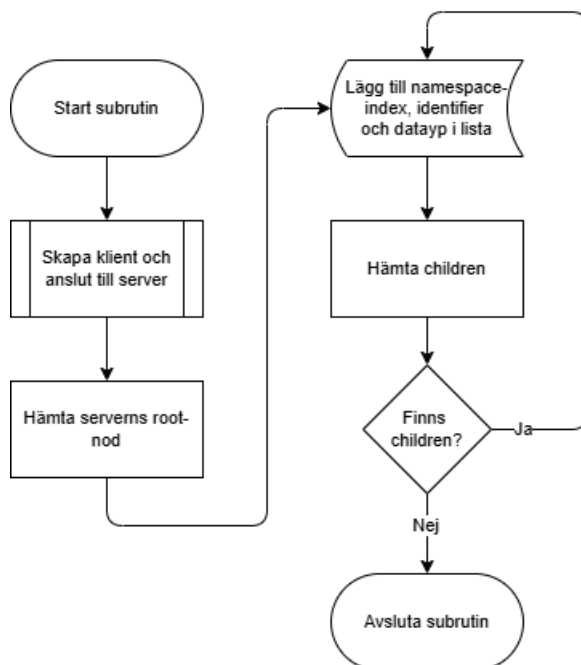 Start subrutin
Skapa klient och
anslut till server
Hämta serverns root-
nod
Lägg till namespace-
index, identifier
och datayp i lista
Hämta children
Finns
children?
Ja
Nej
Avsluta subrutin